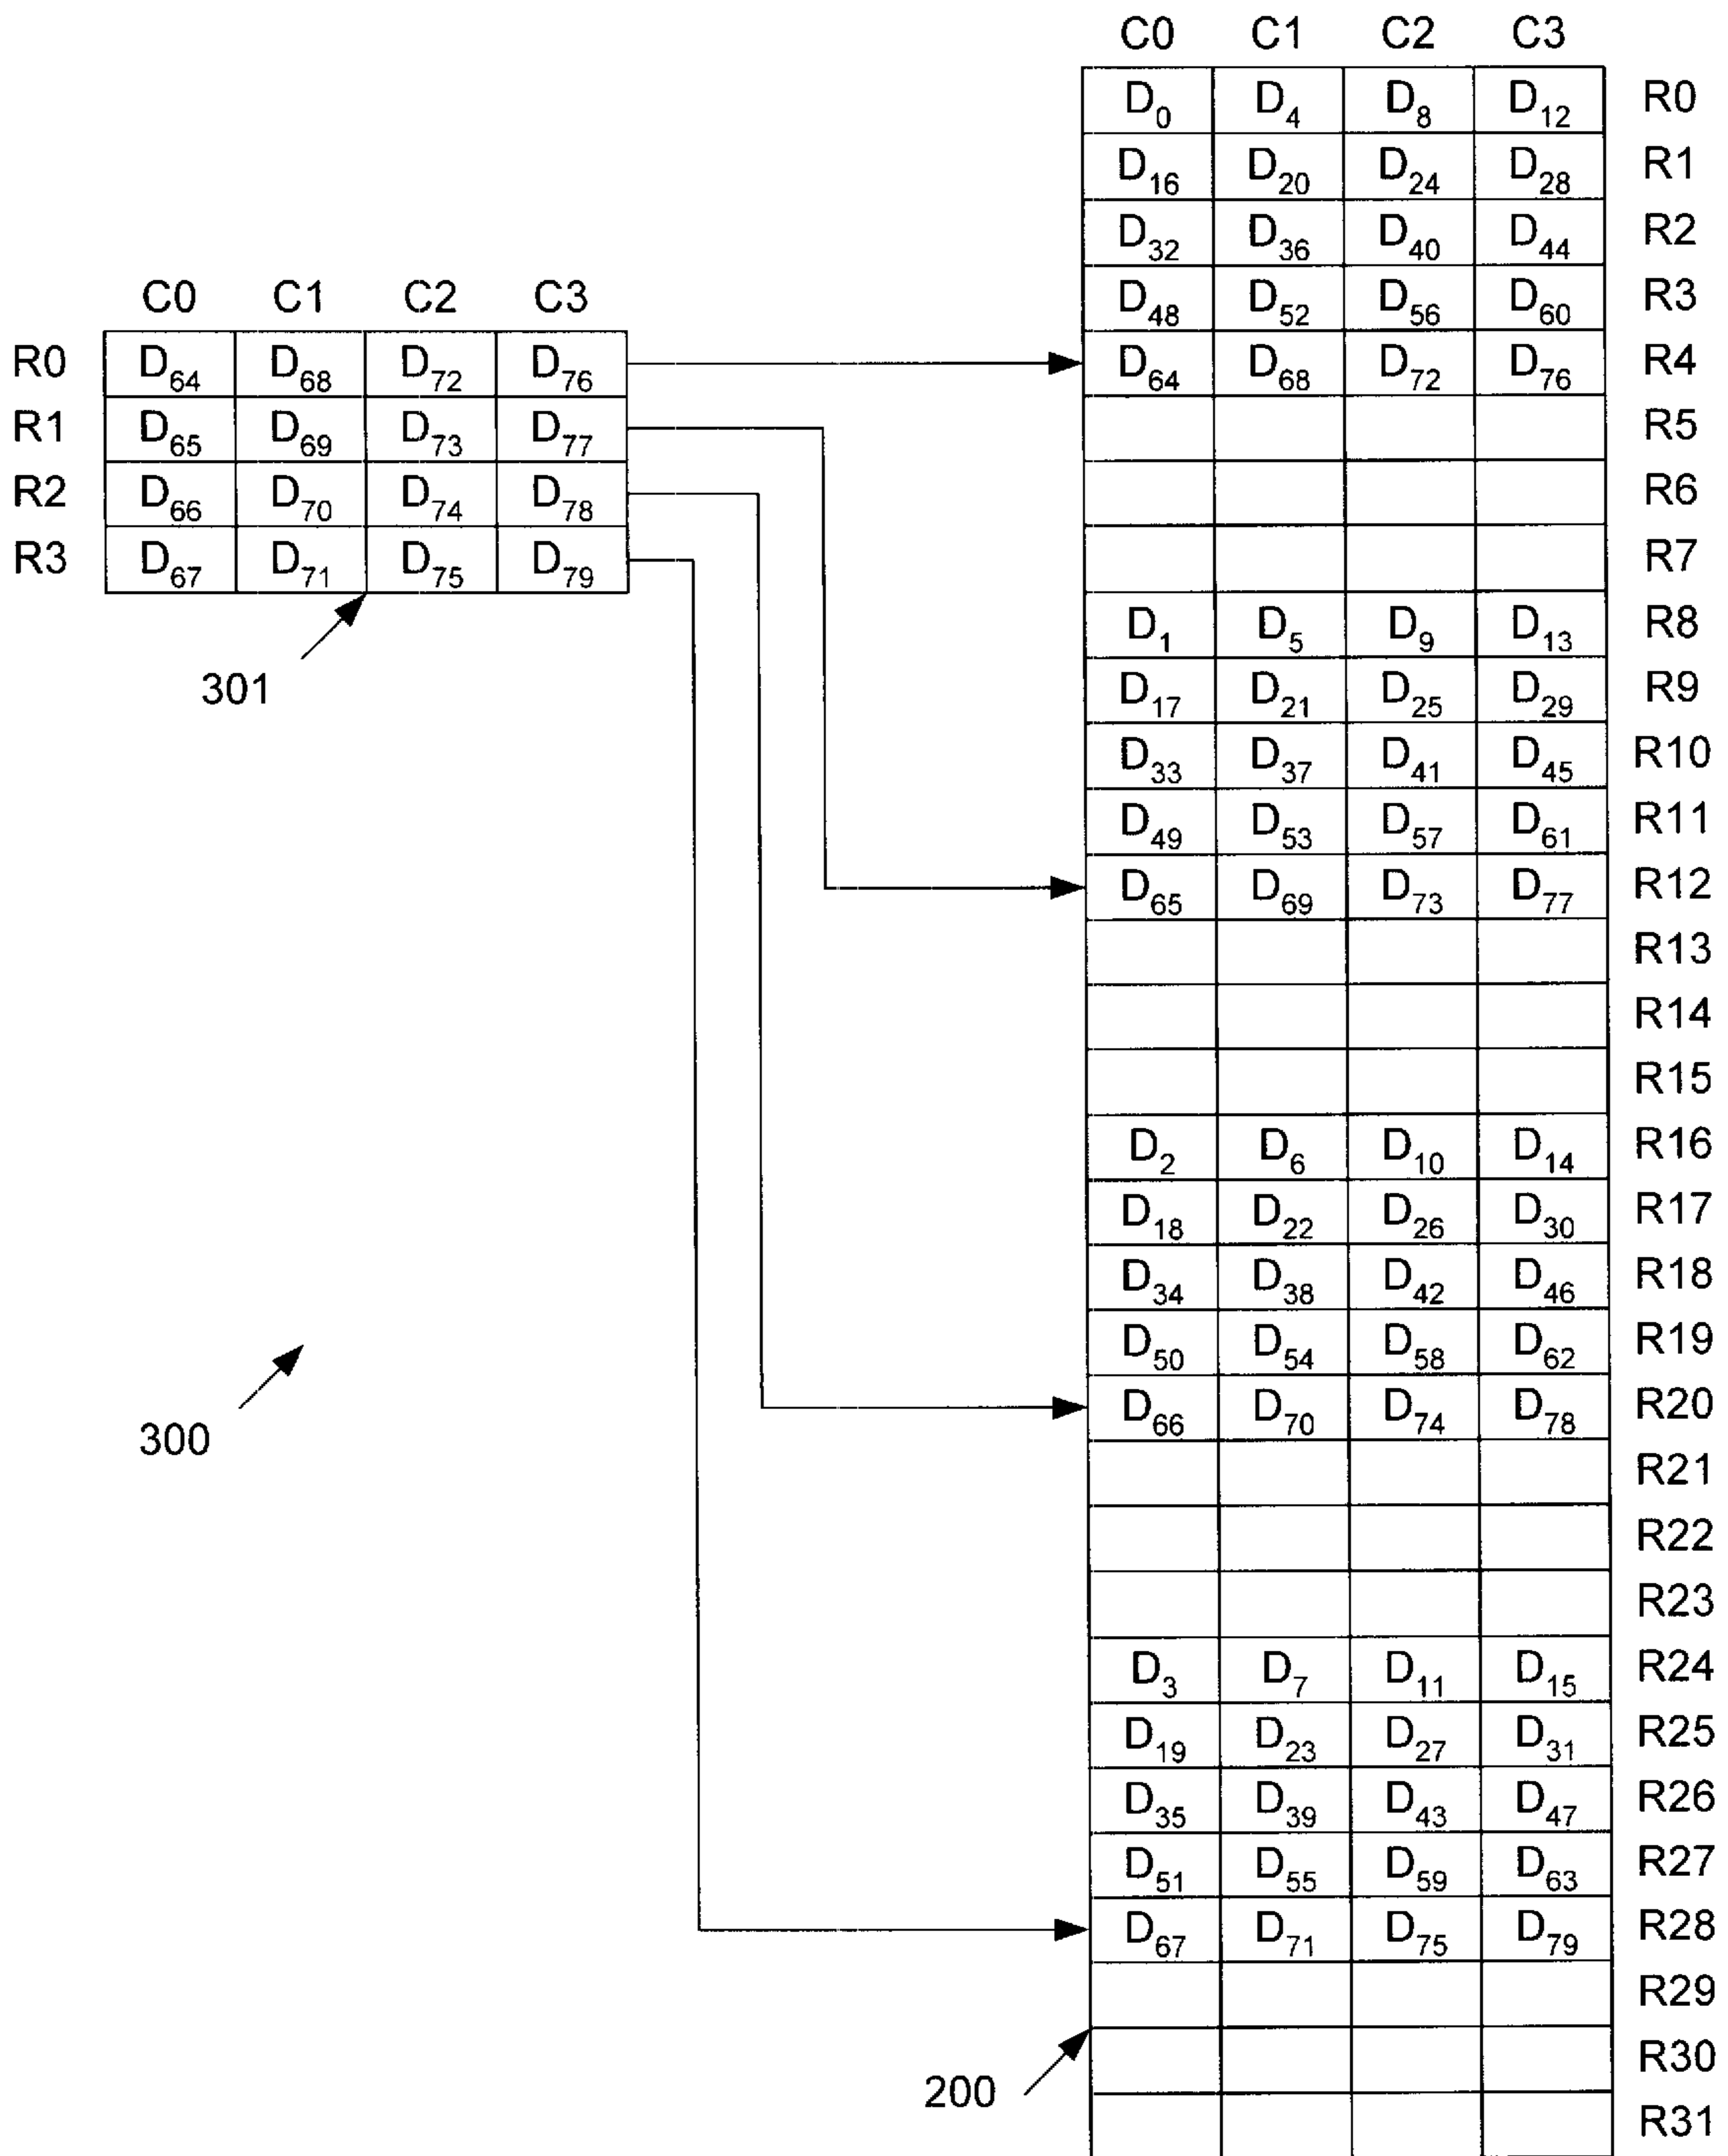 C0 C1 C2 C3
R0 D64 D68 D72 D76
R1 D65 D69 D73 D77
R2 D66 D70 D74 D78
R3 D67 D71 D75 D79
301
300
C0 C1 C2 C3
D0 D4 D8 D12 R0
D16 D20 D24 D28 R1
D32 D36 D40 D44 R2
D48 D52 D56 D60 R3
D64 D68 D72 D76 R4
R5
R6
R7
D1 D5 D9 D13 R8
D17 D21 D25 D29 R9
D33 D37 D41 D45 R10
D49 D53 D57 D61 R11
D65 D69 D73 D77 R12
R13
R14
R15
D2 D6 D10 D14 R16
D18 D22 D26 D30 R17
D34 D38 D42 D46 R18
D50 D54 D58 D62 R19
D66 D70 D74 D78 R20
R21
R22
R23
D3 D7 D11 D15 R24
D19 D23 D27 D31 R25
D35 D39 D43 D47 R26
D51 D55 D59 D63 R27
D67 D71 D75 D79 R28
R29
R30
R31
200